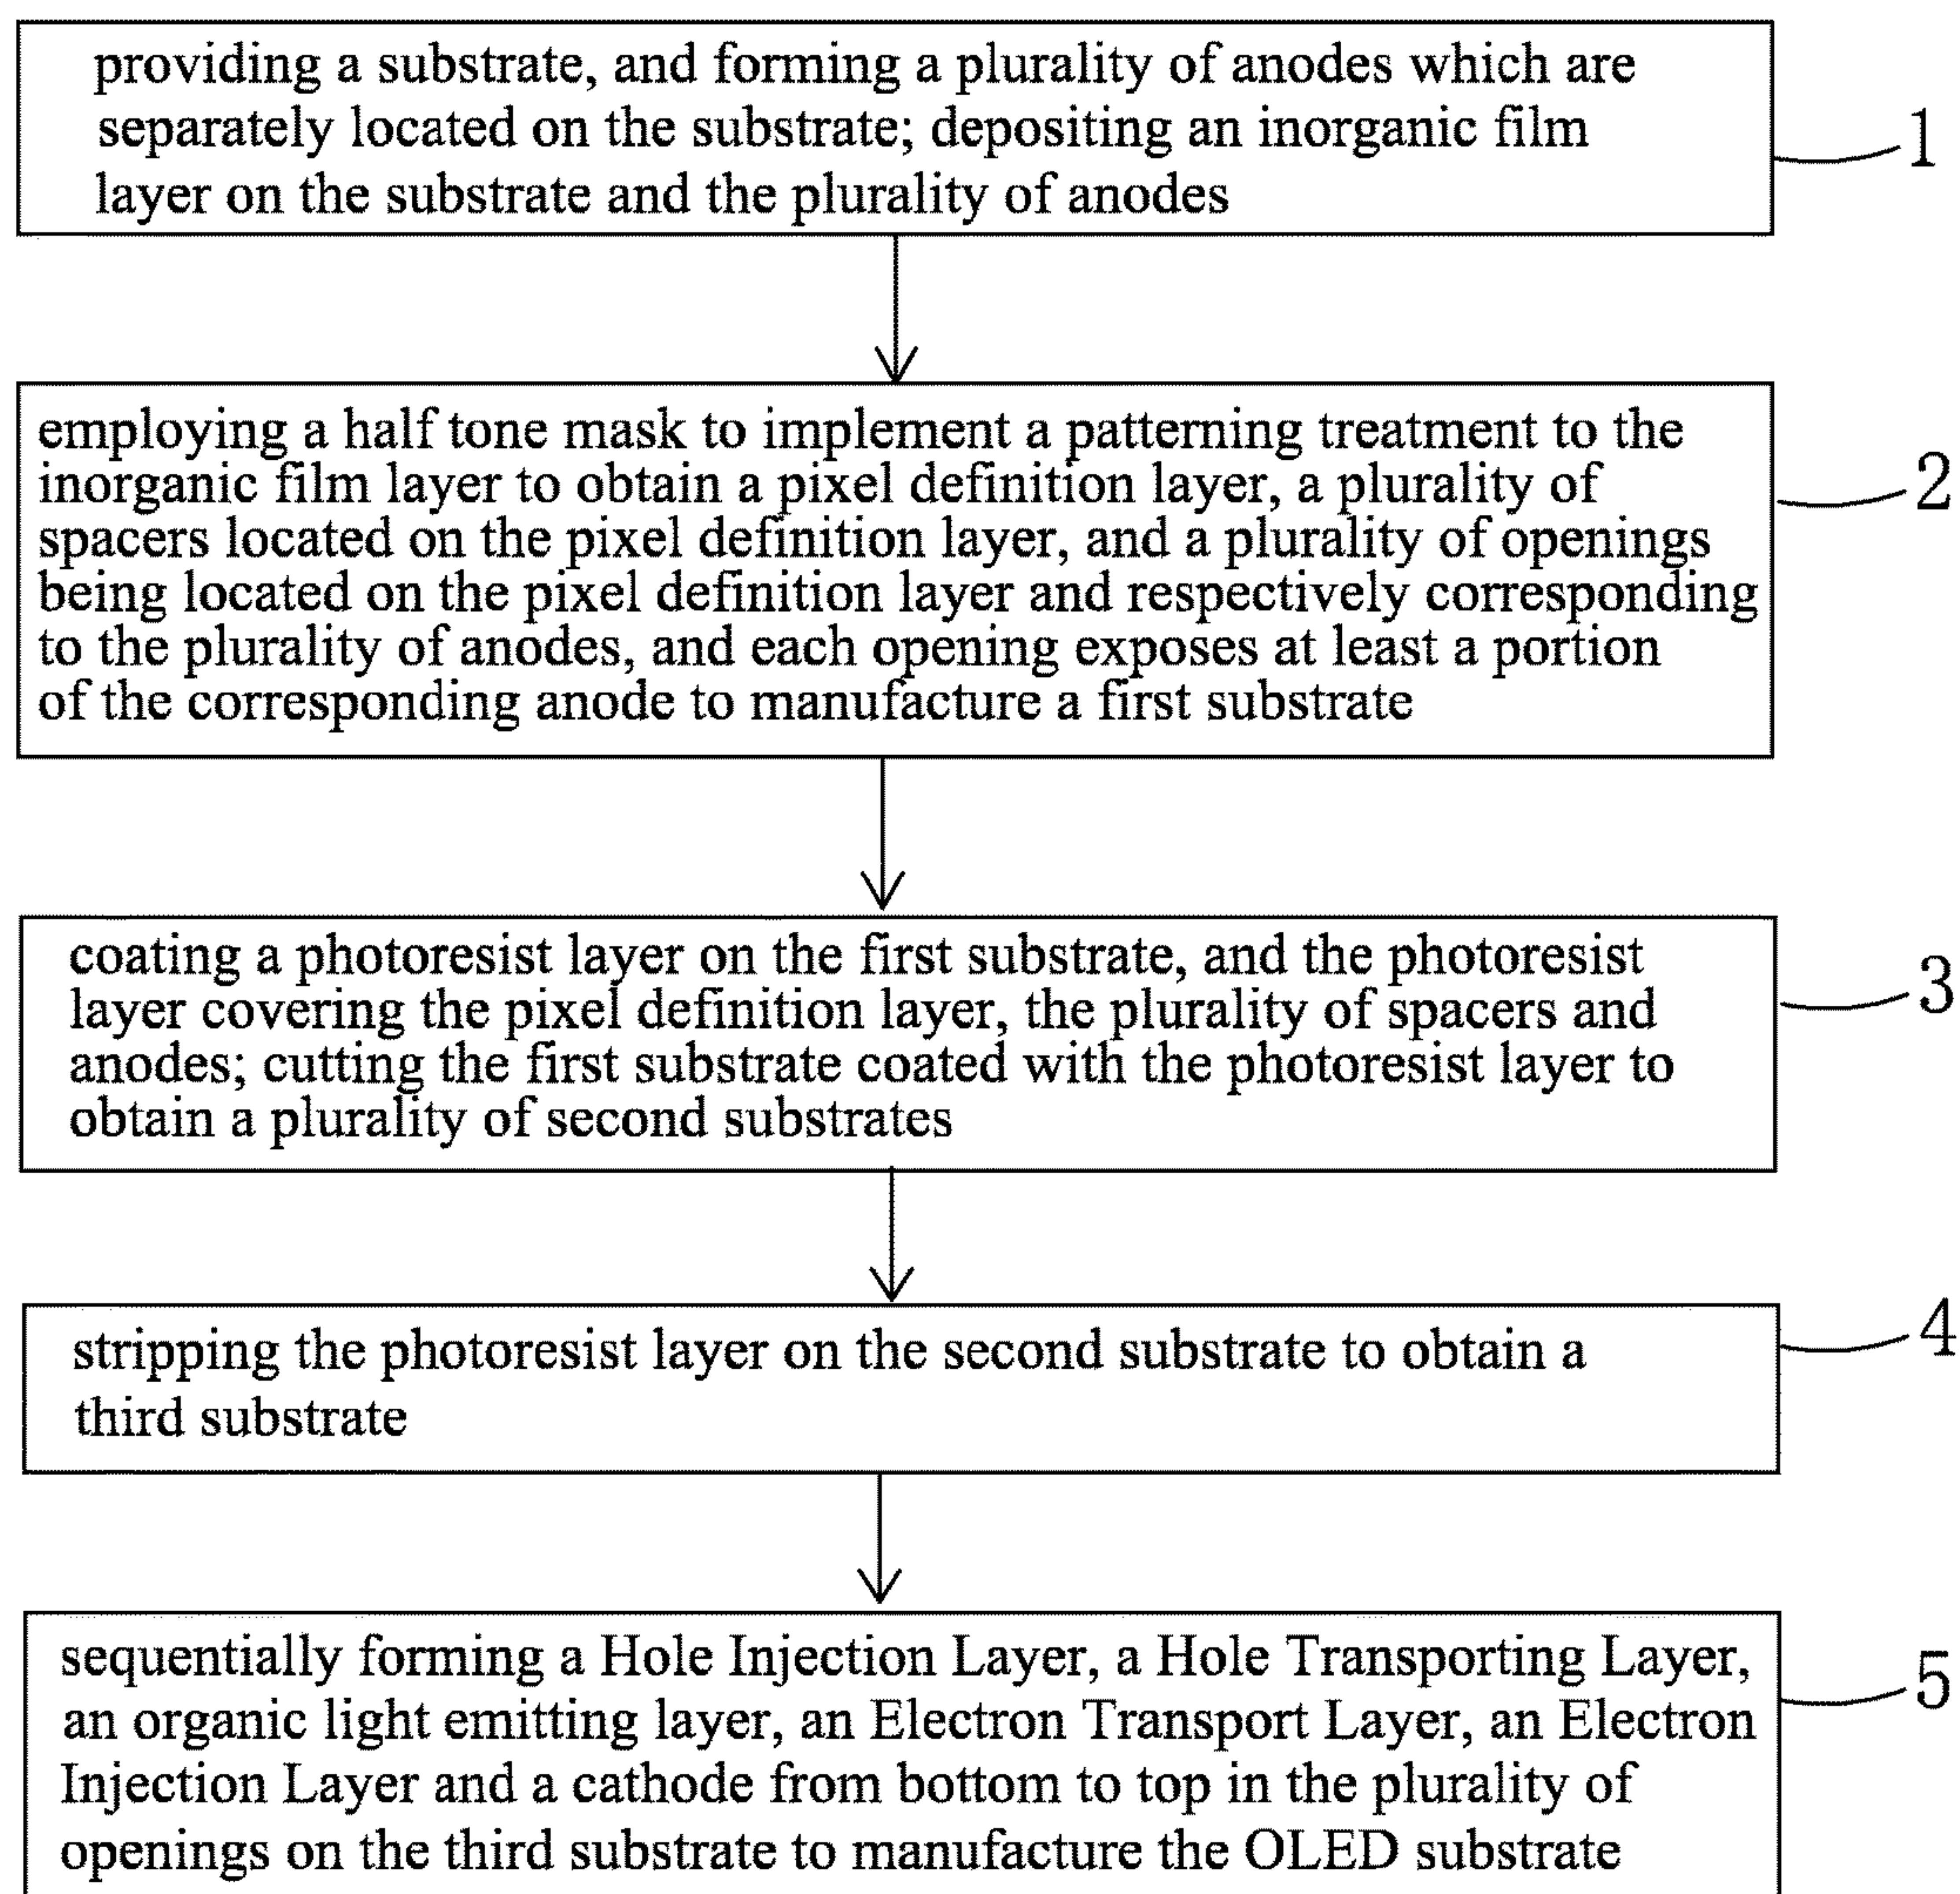 providing a substrate, and forming a plurality of anodes which are
separately located on the substrate; depositing an inorganic film
layer on the substrate and the plurality of anodes
1
employing a half tone mask to implement a patterning treatment to the
inorganic film layer to obtain a pixel definition layer, a plurality of
spacers located on the pixel definition layer, and a plurality of openings
being located on the pixel definition layer and respectively corresponding
to the plurality of anodes, and each opening exposes at least a portion
of the corresponding anode to manufacture a first substrate
2
coating a photoresist layer on the first substrate, and the photoresist
layer covering the pixel definition layer, the plurality of spacers and
anodes; cutting the first substrate coated with the photoresist layer to
obtain a plurality of second substrates
3
stripping the photoresist layer on the second substrate to obtain a
third substrate
4
sequentially forming a Hole Injection Layer, a Hole Transporting Layer,
an organic light emitting layer, an Electron Transport Layer, an Electron
Injection Layer and a cathode from bottom to top in the plurality of
openings on the third substrate to manufacture the OLED substrate
5